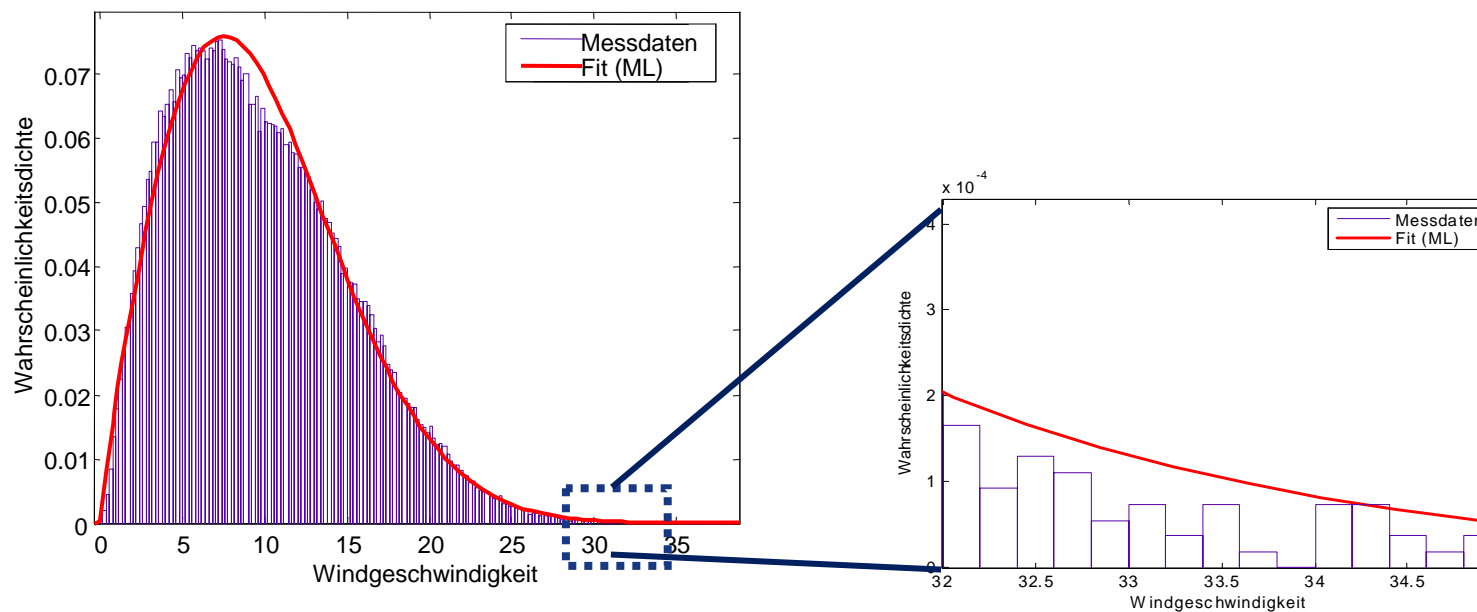 Messdaten
Fit (ML)
0.07
0.06
0.05
0.04
0.03
0.02
0.01
0
Wahrscheinlichkeitsdichte
0 5 10 15 20 25 30 35
Windgeschwindigkeit
x 10 -4
Messdaten
Fit (ML)
4
3
2
1
0
Wahrscheinlichkeitsdichte
32 32.5 33 33.5 34 34.5
Windgeschwindigkeit